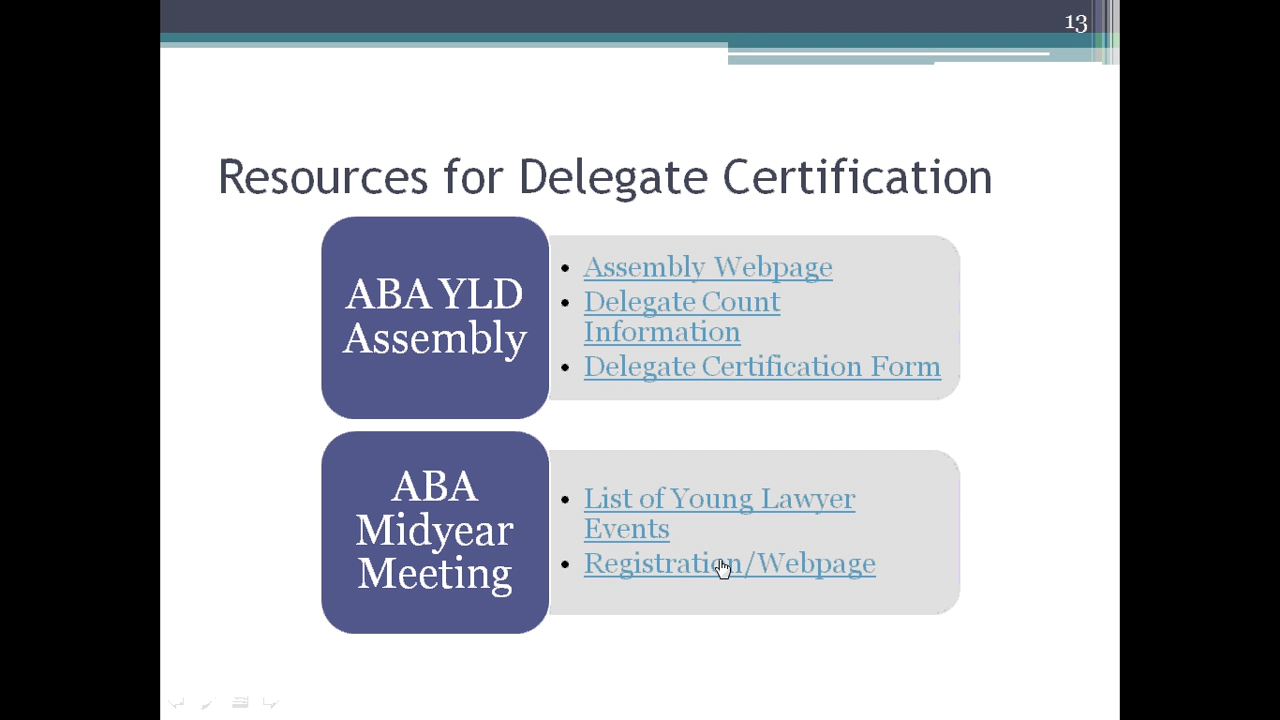 13
Resources for Delegate Certification
ABA YLD
Assembly
• Assembly Webpage
• Delegate Count
Information
• Delegate Certification Form
ABA
Midyear
Meeting
• List of Young Lawyer
Events
• Registration/Webpage